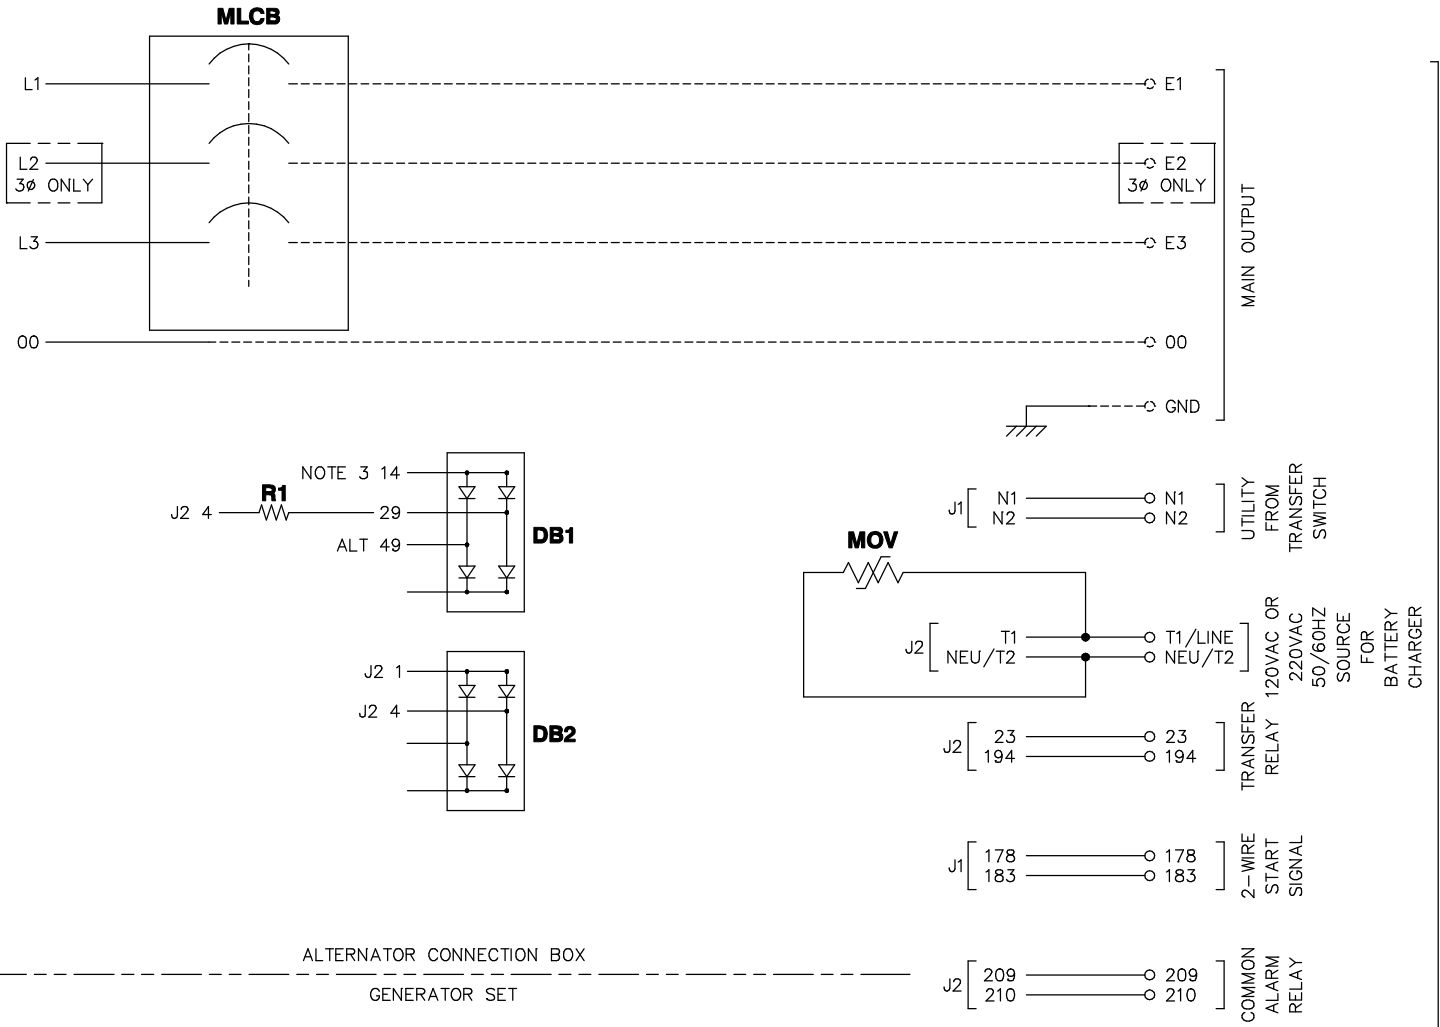 MLCB
L1
E1
L2
3ø ONLY
E2
3ø ONLY
L3
E3
00
00
GND
MAIN OUTPUT
NOTE 3 14
R1
J2 4
29
ALT 49
DB1
J2 1
J2 4
DB2
J1
N1
N2
N1
N2
UTILITY
FROM
TRANSFER
SWITCH
MOV
J2
T1
NEU/T2
T1/LINE
NEU/T2
120VAC OR
220VAC
50/60HZ
SOURCE
FOR
BATTERY
CHARGER
J2
23
194
23
194
TRANSFER
RELAY
J1
178
183
178
183
2-WIRE
START
SIGNAL
ALTERNATOR CONNECTION BOX
GENERATOR SET
J2
209
210
209
210
COMMON
ALARM
RELAY